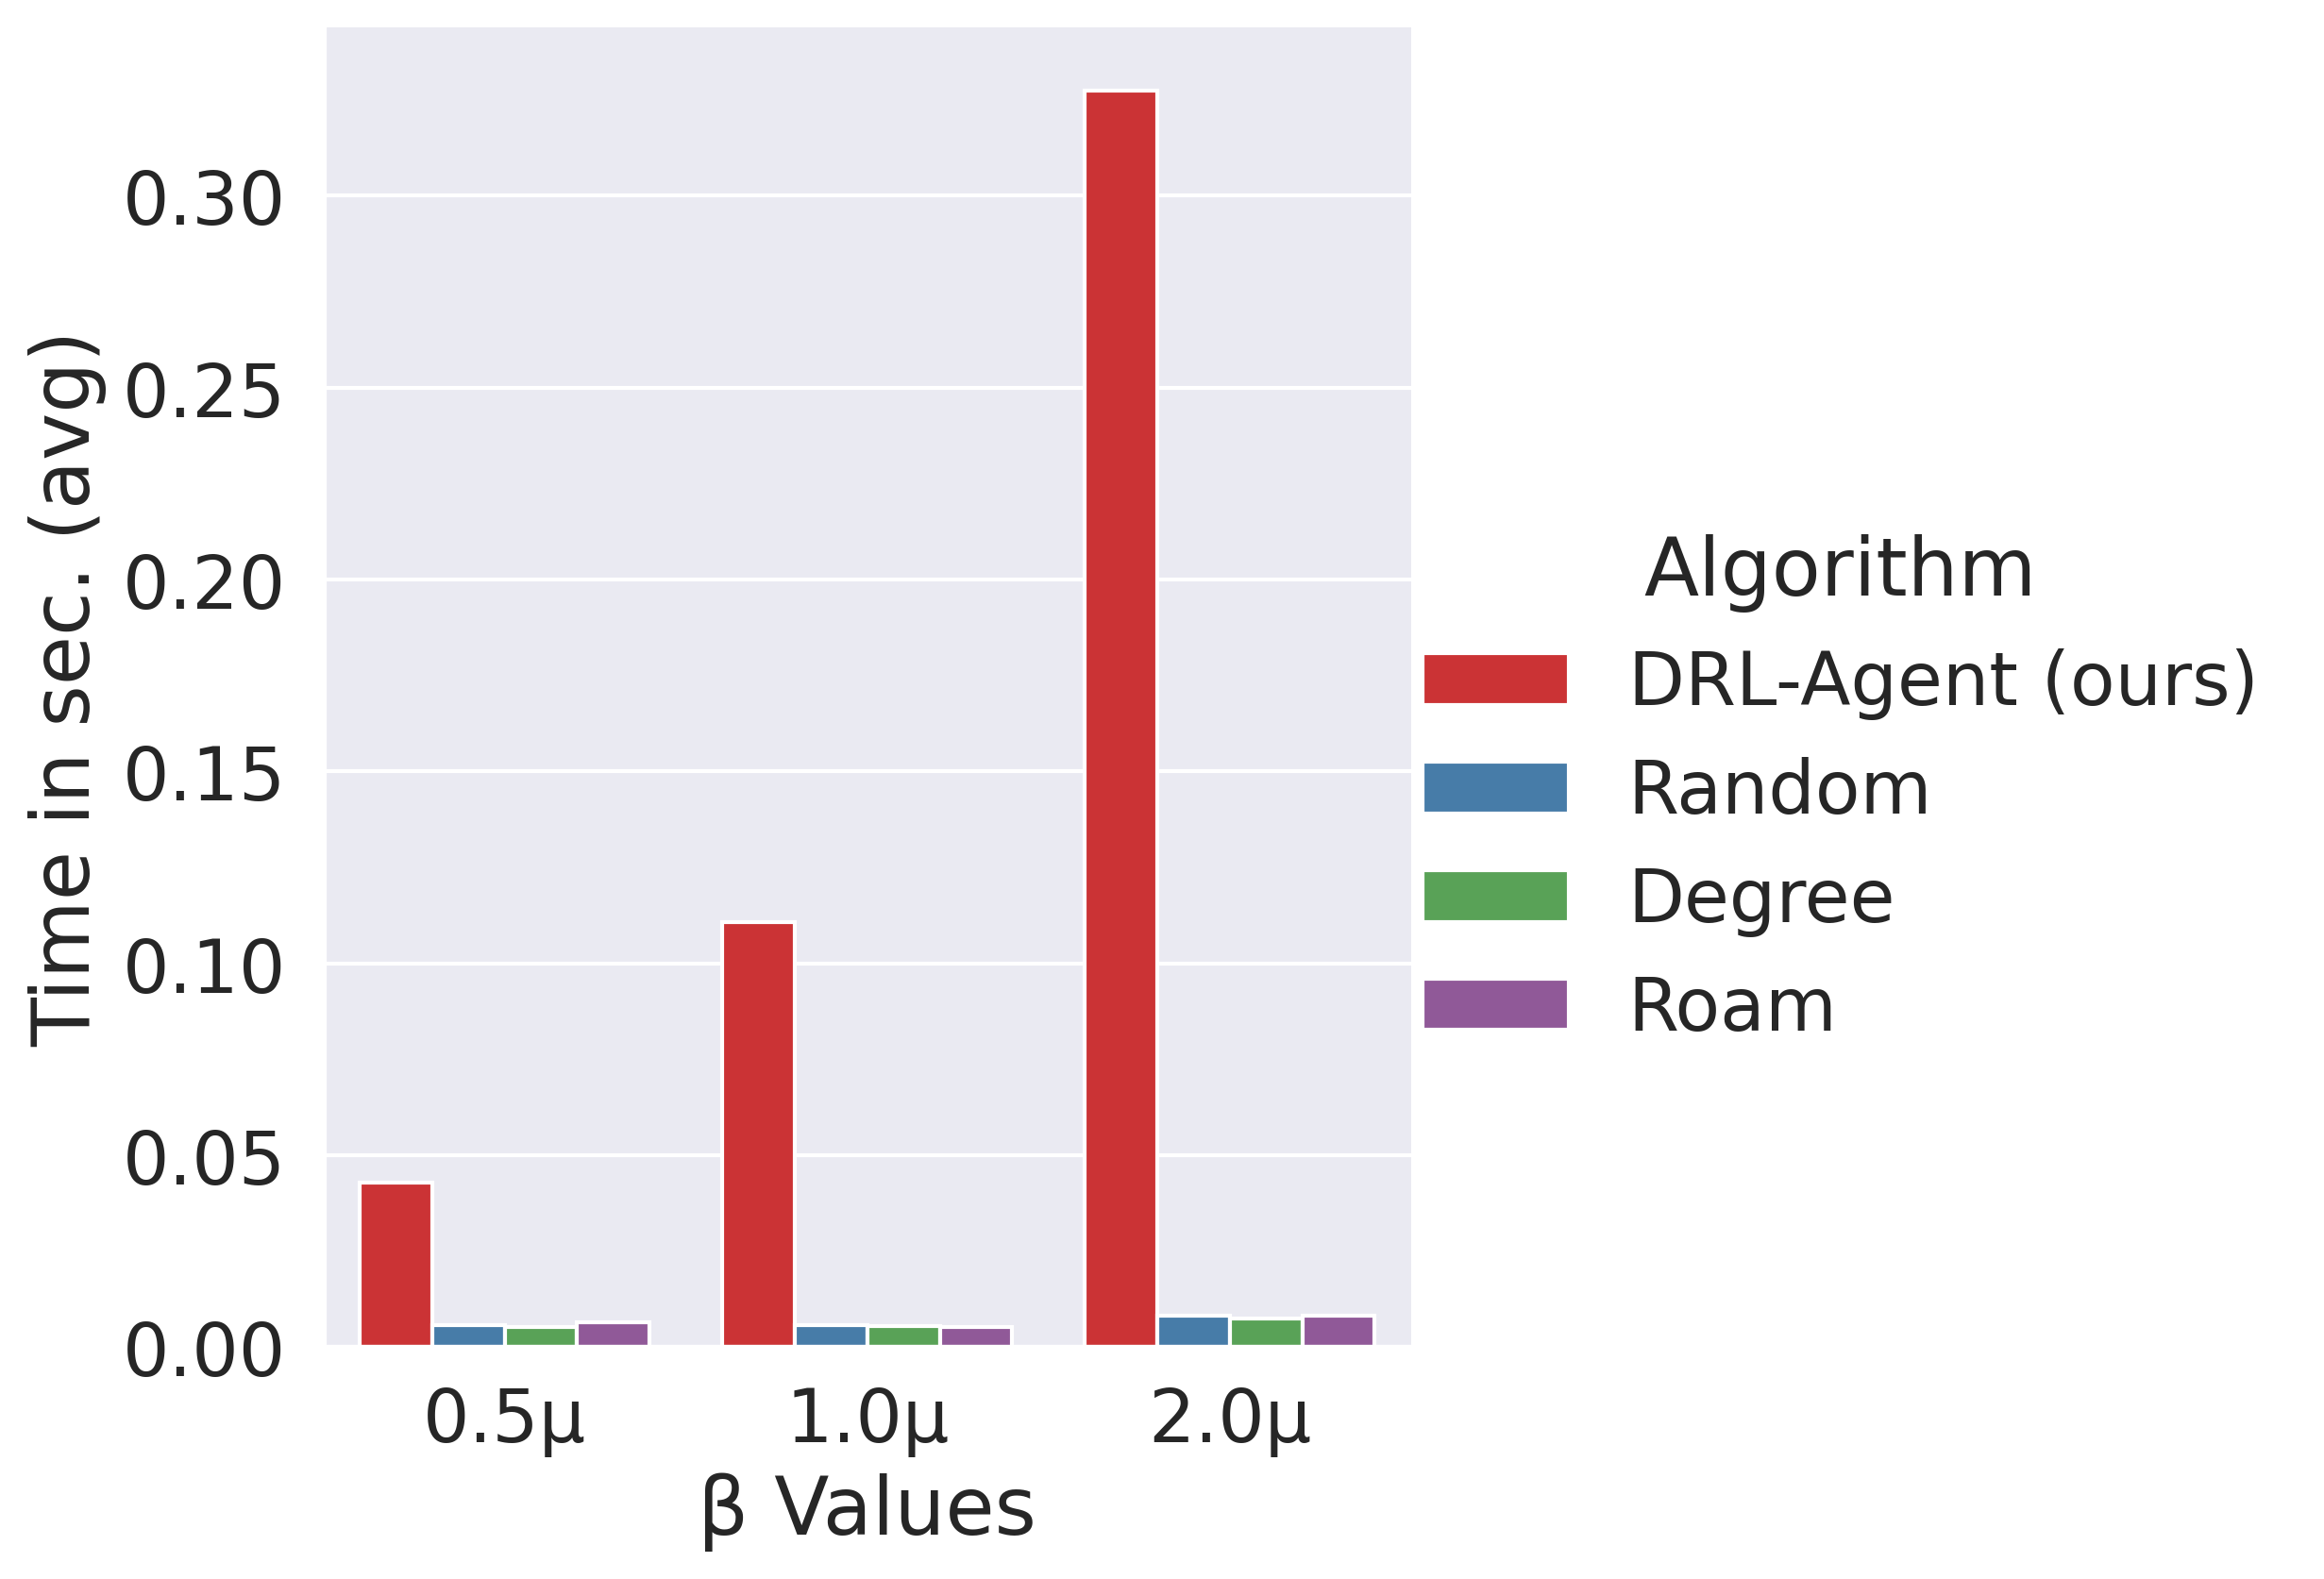 Time in sec. (avg)
0.30
0.25
0.20
0.15
0.10
0.05
0.00
0.5μ
1.0μ
2.0μ
β Values
Algorithm
DRL-Agent (ours)
Random
Degree
Roam